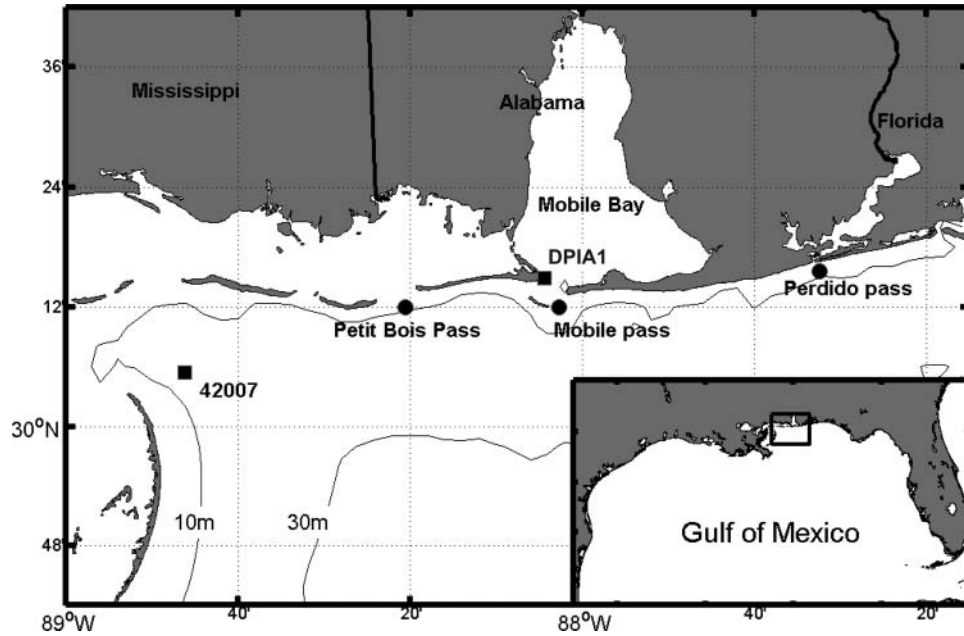 36'
Mississippi
Alabama
Florida
24'
Mobile Bay
DPIA1
Perdido pass
12'
Petit Bois Pass
Mobile pass
42007
30°N
Gulf of Mexico
10m
30m
48'
89°W
40'
20'
88°W
40'
20'